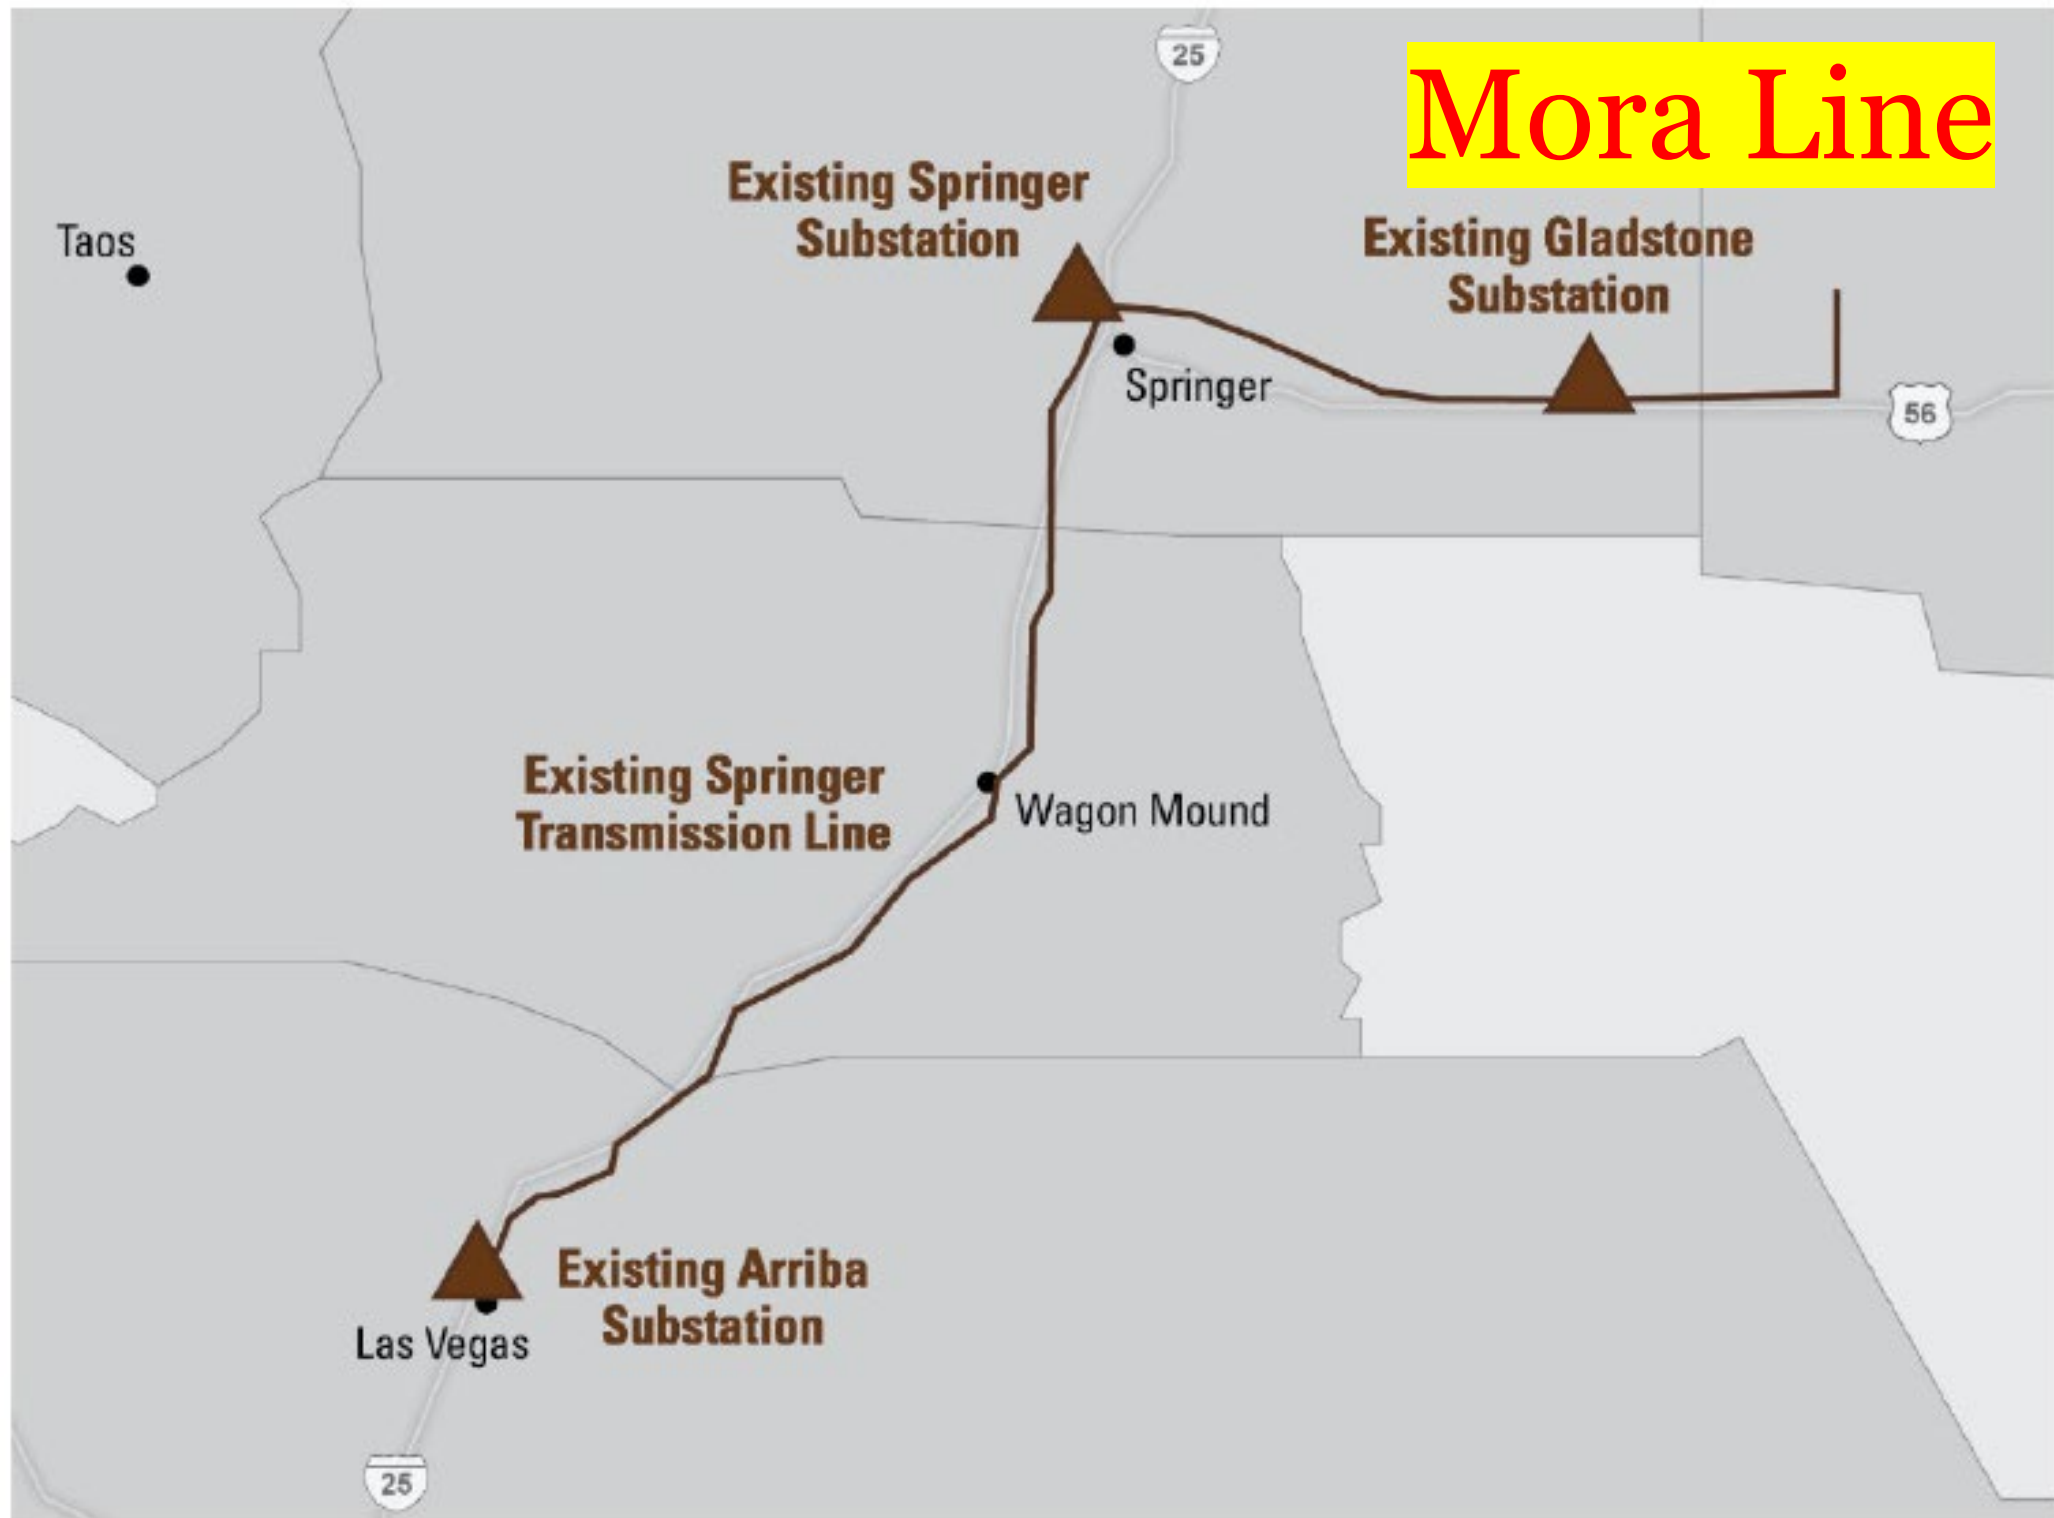 25
Mora Line
Existing Springer
Substation
Taos
Existing Gladstone
Substation
Springer
56
Existing Springer
Transmission Line
Wagon Mound
Existing Arriba
Substation
Las Vegas
25